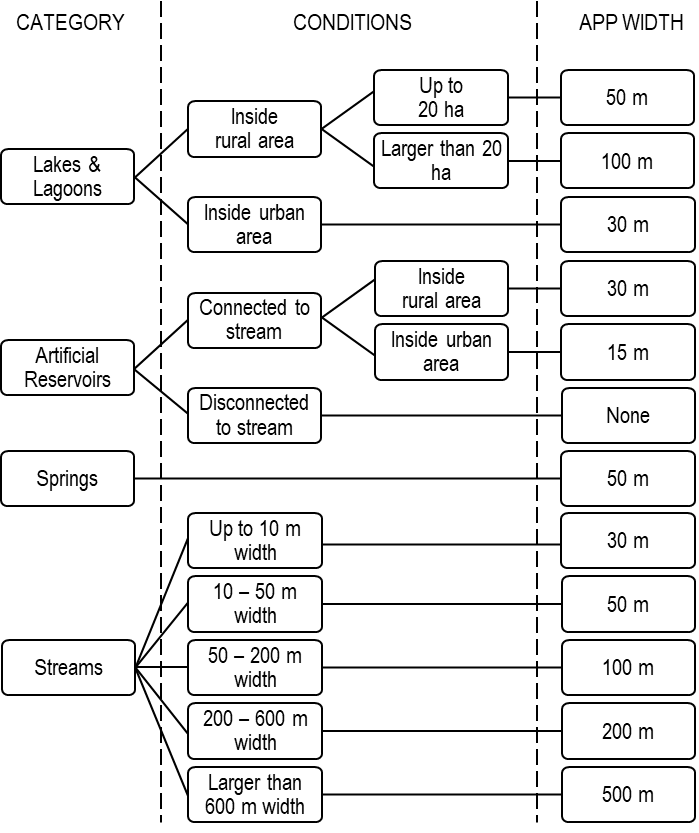 CATEGORY
CONDITIONS
APP WIDTH
Lakes &
Lagoons
Inside
rural area
Up to
20 ha
50 m
Larger than 20
ha
100 m
Inside urban
area
30 m
Artificial
Reservoirs
Connected to
stream
Inside
rural area
30 m
Inside urban
area
15 m
Disconnected
to stream
None
Springs
50 m
Streams
Up to 10 m
width
30 m
10 – 50 m
width
50 m
50 – 200 m
width
100 m
200 – 600 m
width
200 m
Larger than
600 m width
500 m